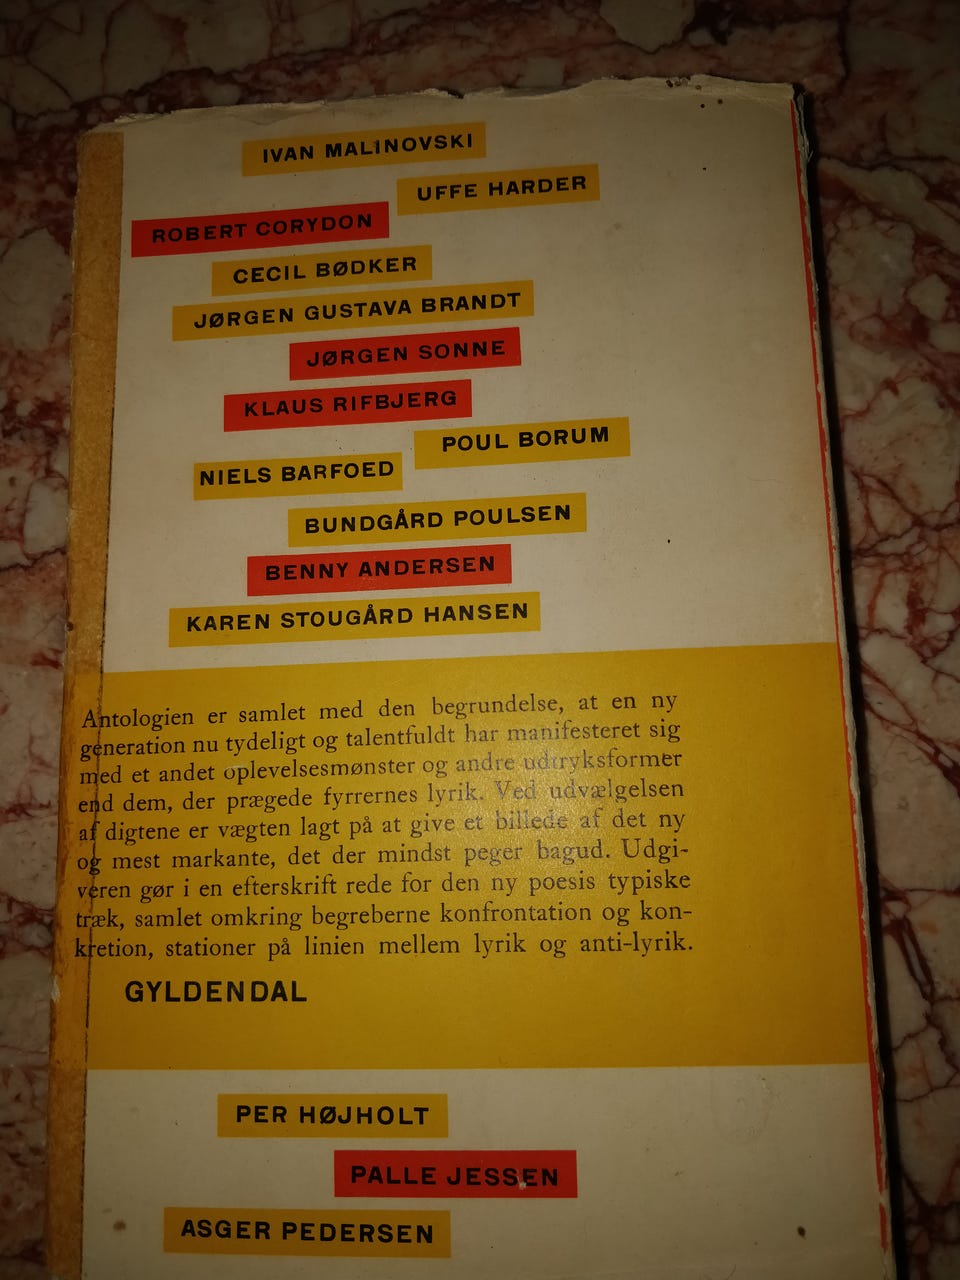 IVAN MALINOVSKI
UFFE HARDER
ROBERT CORYDON
CECIL BØDKER
JØRGEN GUSTAVA BRANDT
JØRGEN SONNE
KLAUS RIFBJERG
POUL BORUM
NIELS BARFOED
BUNDGÅRD POULSEN
BENNY ANDERSEN
KAREN STOUGÅRD HANSEN
Antologien er samlet med den begrundelse, at en ny
generation nu tydeligt og talentfuldt har manifesteret sig
med et andet oplevelsesmønster og andre udtryksformer
end dem, der prægede fyrrernes lyrik. Ved udvælgelsen
af digtene er vægten lagt på at give et billede af det ny
og mest markante, det der mindst peger bagud. Udgi-
veren gør i en efterskrift rede for den ny poesis typiske
træk, samlet omkring begreberne konfrontation og kon-
kretion, stationer på linien mellem lyrik og anti-lyrik.
GYLDENDAL
PER HØJHOLT
PALLE JESSEN
ASGER PEDERSEN